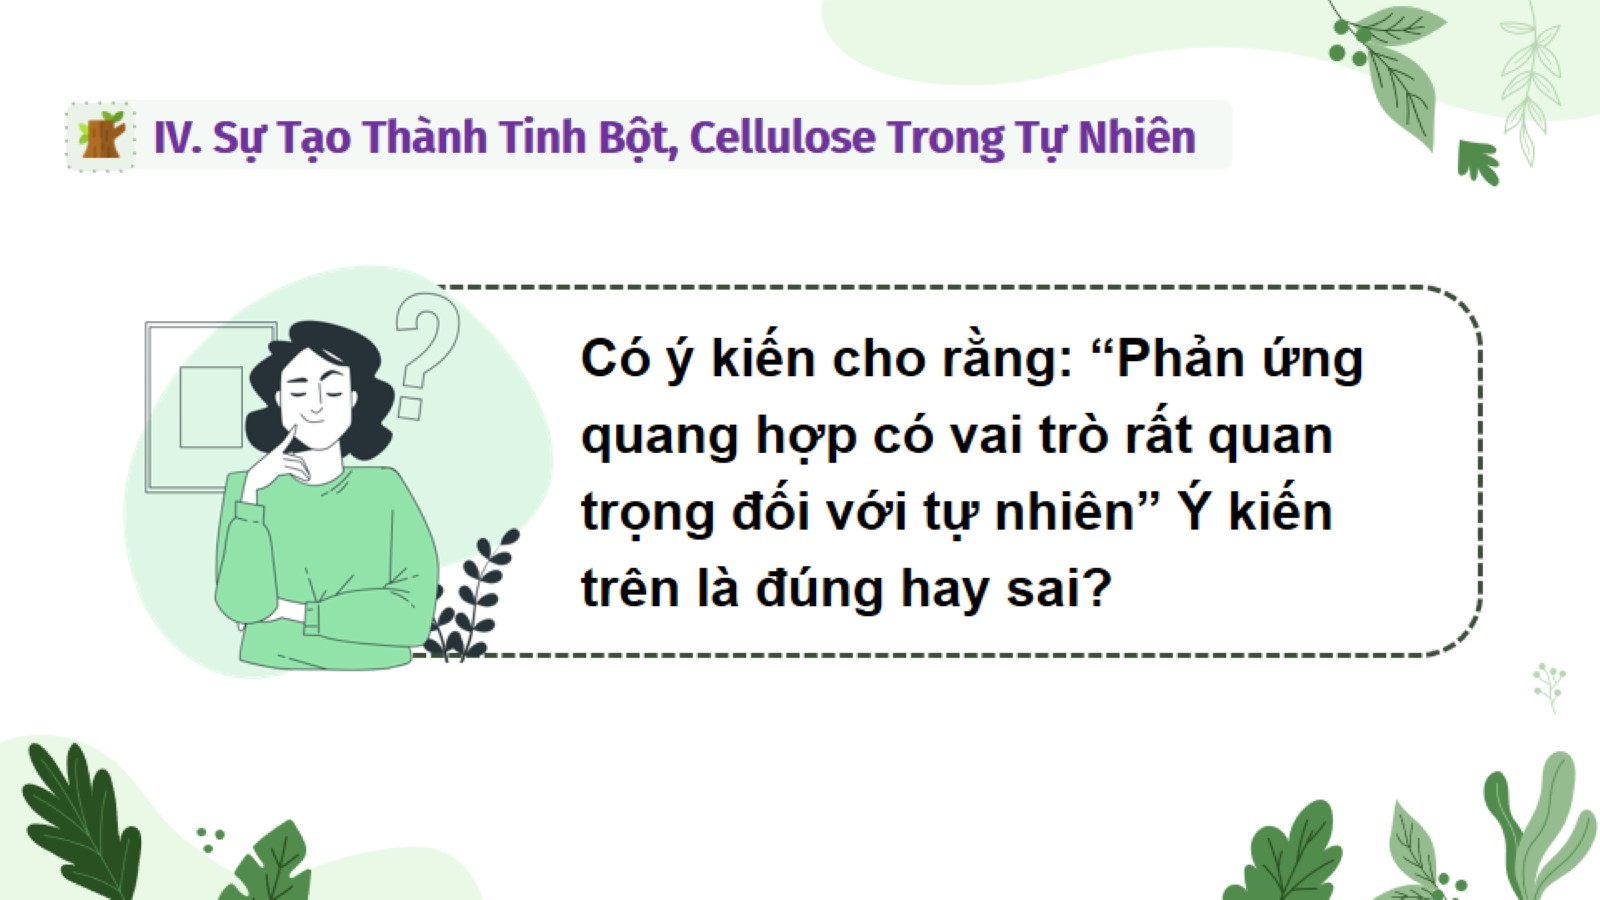 IV. Sự Tạo Thành Tinh Bột, Cellulose Trong Tự Nhiên
?
Có ý kiến cho rằng: “Phản ứng
quang hợp có vai trò rất quan
trọng đối với tự nhiên” Ý kiến
trên là đúng hay sai?